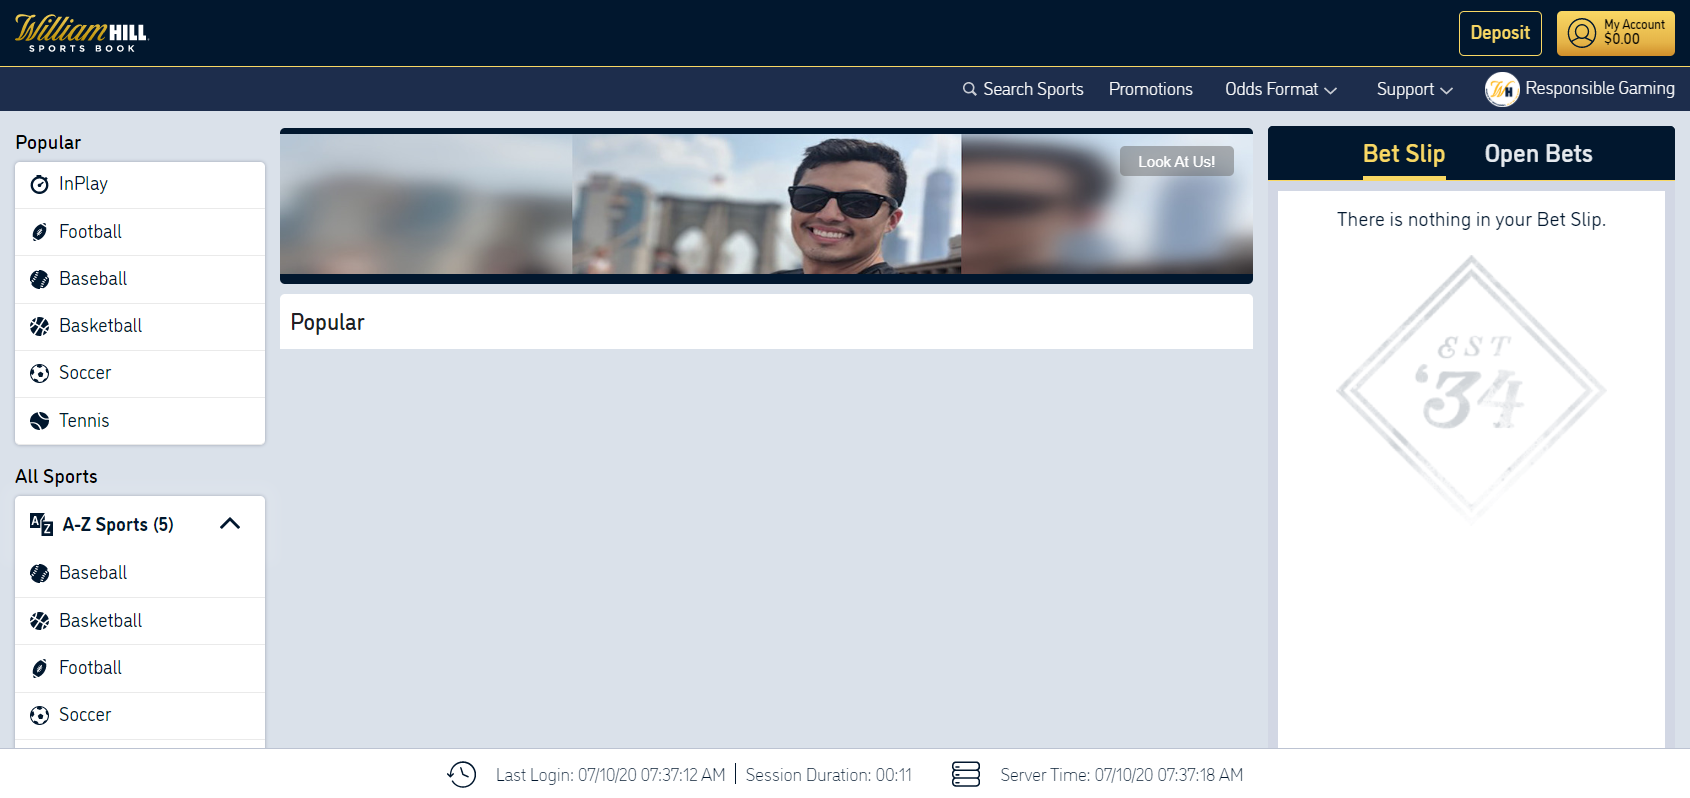 William HILL
SPORTS BOOK
Deposit
My Account
$0.00
Search Sports
Promotions
Odds Format
Support
WH
Responsible Gaming
Popular
InPlay
Football
Baseball
Basketball
Soccer
Tennis
All Sports
AZ
A-Z Sports (5)
Baseball
Basketball
Football
Soccer
Look At Us!
Popular
Bet Slip
Open Bets
There is nothing in your Bet Slip.
EST
‘34
Last Login: 07/10/20 07:37:12 AM
Session Duration: 00:11
Server Time: 07/10/20 07:37:18 AM